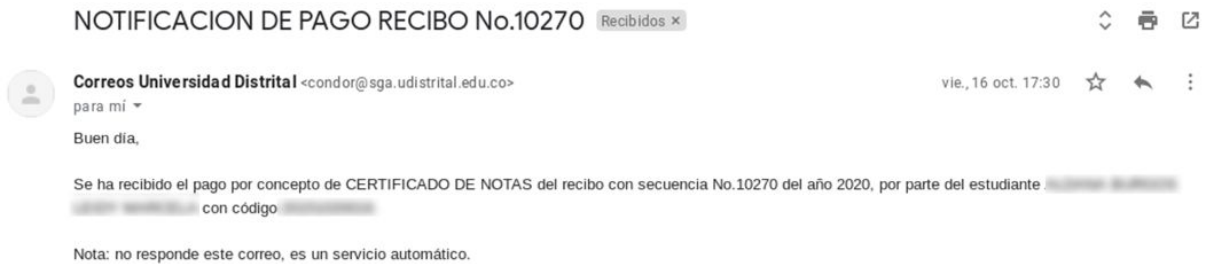 NOTIFICACION DE PAGO RECIBO No.10270 Recibidos ×
Correos Universidad Distrital <condor@sga.udistrital.edu.co> vie., 16 oct. 17:30
para mí
Buen día,
Se ha recibido el pago por concepto de CERTIFICADO DE NOTAS del recibo con secuencia No.10270 del año 2020, por parte del estudiante
con código
Nota: no responde este correo, es un servicio automático.